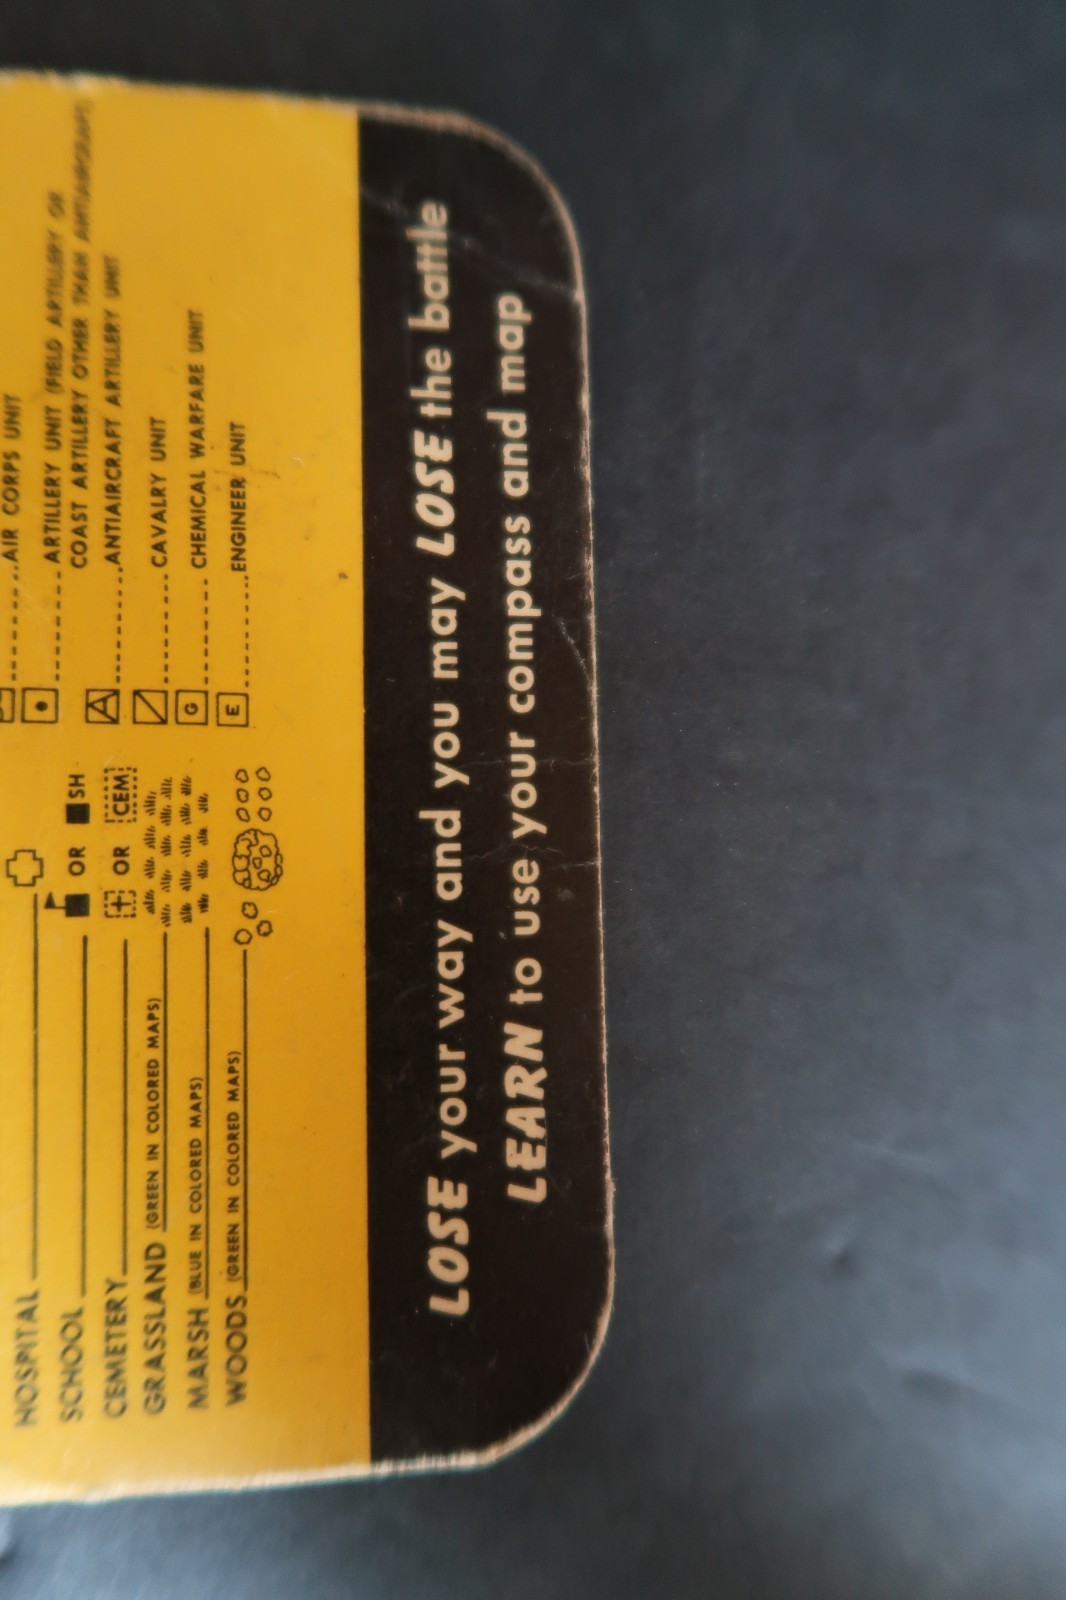 HOSPITAL
SCHOOL OR SH
CEMETERY OR CEM
GRASSLAND (GREEN IN COLORED MAPS)
MARSH (BLUE IN COLORED MAPS)
WOODS (GREEN IN COLORED MAPS)
AIR CORPS UNIT
ARTILLERY UNIT (FIELD ARTILLERY OR
COAST ARTILLERY OTHER THAN ANTIAIRCRAFT)
ANTIAIRCRAFT ARTILLERY UNIT
CAVALRY UNIT
G CHEMICAL WARFARE UNIT
E ENGINEER UNIT
LOSE your way and you may LOSE the battle
LEARN to use your compass and map